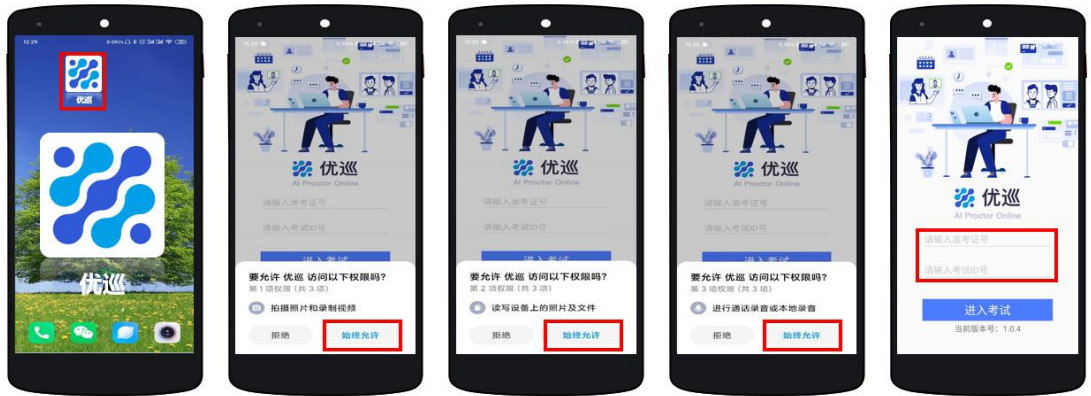 12:29
优巡
优巡
优巡
AI Proctor Online
请输入准考证号
请输入考试ID号
进入考试
要允许 优巡 访问以下权限吗？
第 1 项权限（共 3 项）
拍摄照片和录制视频
拒绝
始终允许
优巡
AI Proctor Online
请输入准考证号
请输入考试ID号
进入考试
要允许 优巡 访问以下权限吗？
第 2 项权限（共 3 项）
读写设备上的照片及文件
拒绝
始终允许
优巡
AI Proctor Online
请输入准考证号
请输入考试ID号
进入考试
要允许 优巡 访问以下权限吗？
第 3 项权限（共 3 项）
进行通话录音或本地录音
拒绝
始终允许
优巡
AI Proctor Online
请输入准考证号
请输入考试ID号
进入考试
当前版本号：1.0.4